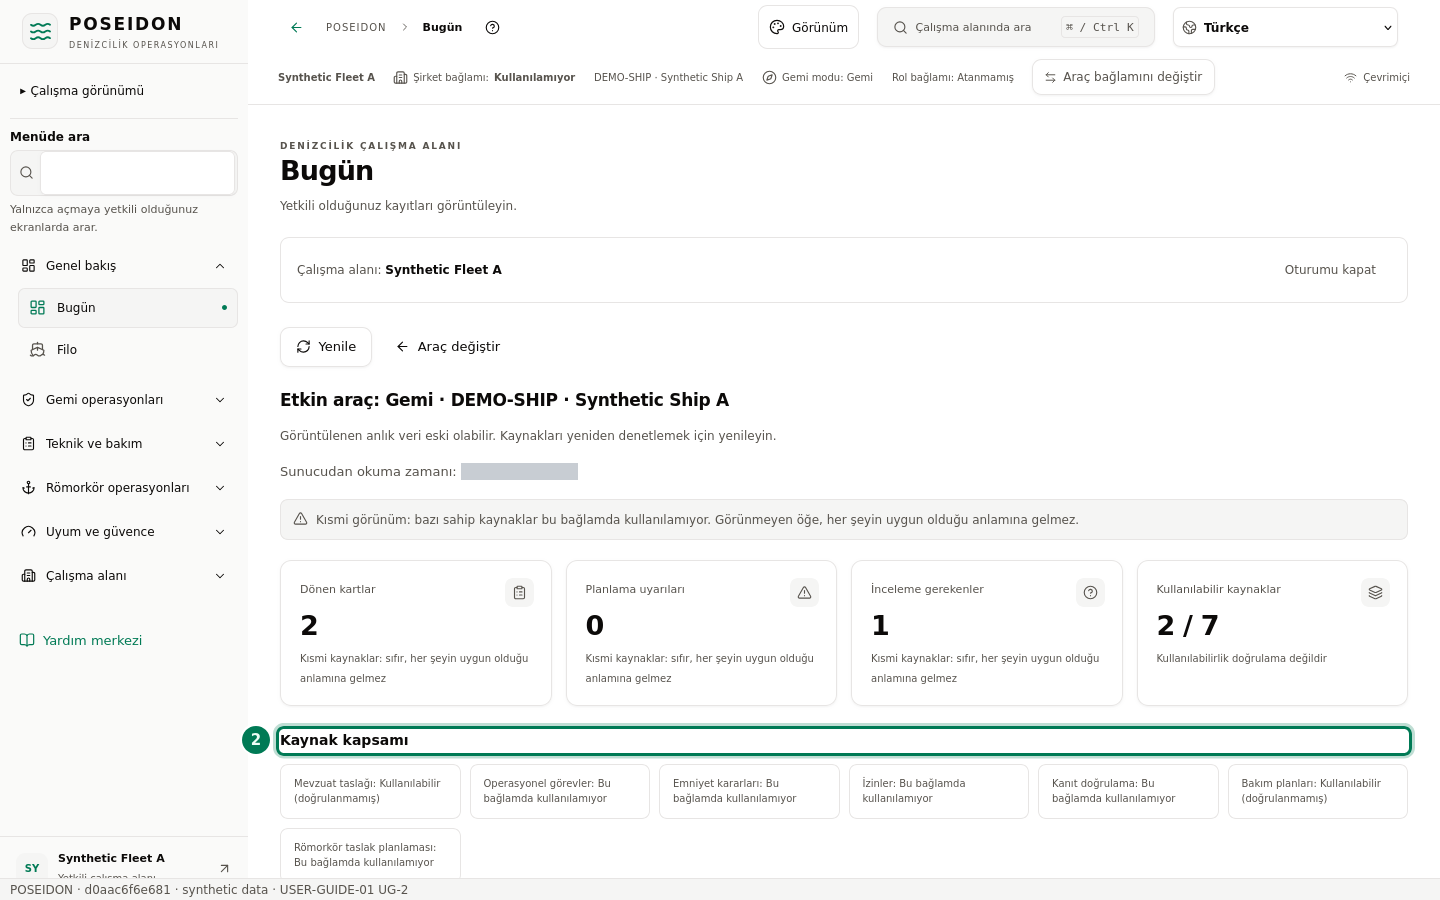 POSEIDON
DENİZCİLİK OPERASYONLARI
▸ Çalışma görünümü
Menüde ara
Yalnızca açmaya yetkili olduğunuz
ekranlarda arar.
Genel bakış
Bugün
Filo
Gemi operasyonları
Teknik ve bakım
Römorkör operasyonları
Uyum ve güvence
Çalışma alanı
Yardım merkezi
SY
Synthetic Fleet A
Yetkili çalışma alanı
POSEIDON
Bugün
Görünüm
Çalışma alanında ara
⌘ / Ctrl K
Türkçe
Synthetic Fleet A
Şirket bağlamı: Kullanılamıyor
DEMO-SHIP · Synthetic Ship A
Gemi modu: Gemi
Rol bağlamı: Atanmamış
Araç bağlamını değiştir
Çevrimiçi
DENİZCİLİK ÇALIŞMA ALANI
Bugün
Yetkili olduğunuz kayıtları görüntüleyin.
Çalışma alanı: Synthetic Fleet A
Oturumu kapat
Yenile
Araç değiştir
Etkin araç: Gemi · DEMO-SHIP · Synthetic Ship A
Görüntülenen anlık veri eski olabilir. Kaynakları yeniden denetlemek için yenileyin.
Sunucudan okuma zamanı:
Kısmi görünüm: bazı sahip kaynaklar bu bağlamda kullanılamıyor. Görünmeyen öğe, her şeyin uygun olduğu anlamına gelmez.
Dönen kartlar
2
Kısmi kaynaklar: sıfır, her şeyin uygun olduğu
anlamına gelmez
Planlama uyarıları
0
Kısmi kaynaklar: sıfır, her şeyin uygun olduğu
anlamına gelmez
İnceleme gerekenler
1
Kısmi kaynaklar: sıfır, her şeyin uygun olduğu
anlamına gelmez
Kullanılabilir kaynaklar
2 / 7
Kullanılabilirlik doğrulama değildir
2
Kaynak kapsamı
Mevzuat taslağı: Kullanılabilir
(doğrulanmamış)
Operasyonel görevler: Bu
bağlamda kullanılamıyor
Emniyet kararları: Bu
bağlamda kullanılamıyor
İzinler: Bu bağlamda
kullanılamıyor
Kanıt doğrulama: Bu
bağlamda kullanılamıyor
Bakım planları: Kullanılabilir
(doğrulanmamış)
Römorkör taslak planlaması:
Bu bağlamda kullanılamıyor
POSEIDON · d0aac6f6e681 · synthetic data · USER-GUIDE-01 UG-2